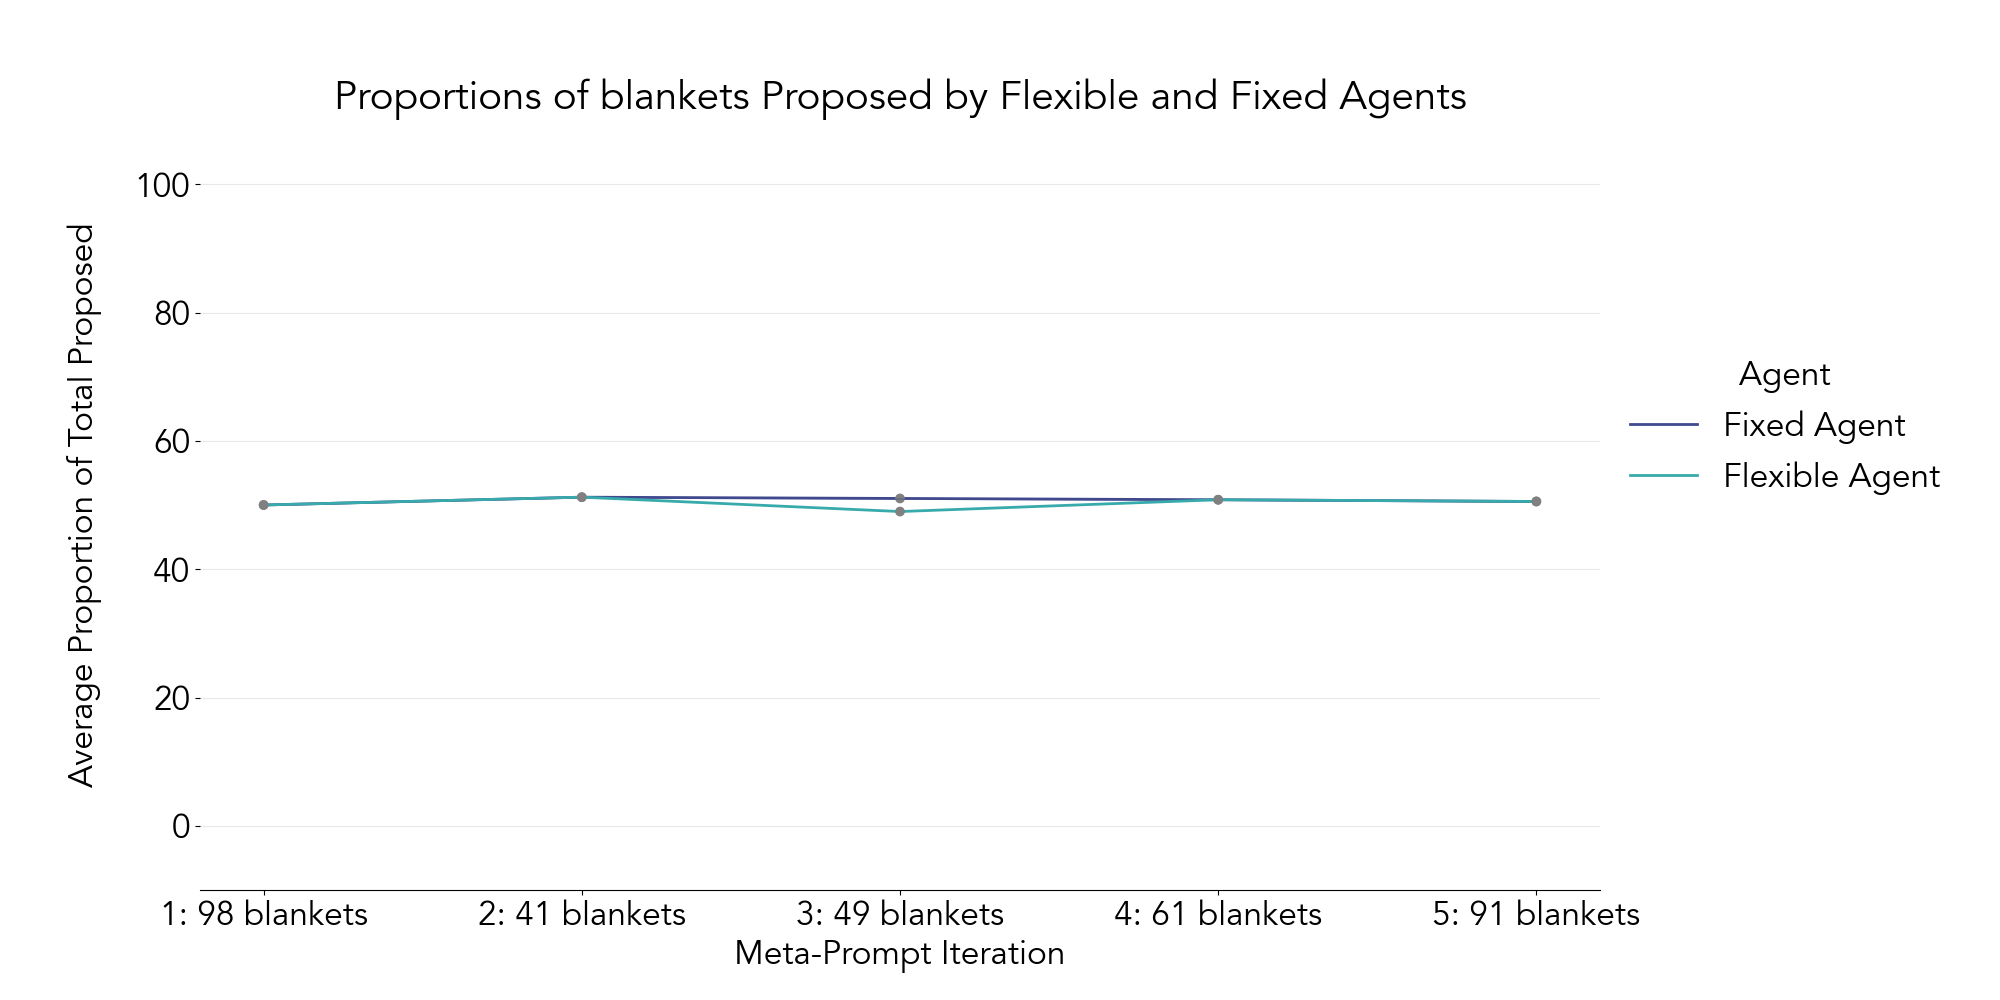 Proportions of blankets Proposed by Flexible and Fixed Agents
Average Proportion of Total Proposed
100
80
60
40
20
0
1: 98 blankets
2: 41 blankets
3: 49 blankets
4: 61 blankets
5: 91 blankets
Meta-Prompt Iteration
Agent
Fixed Agent
Flexible Agent